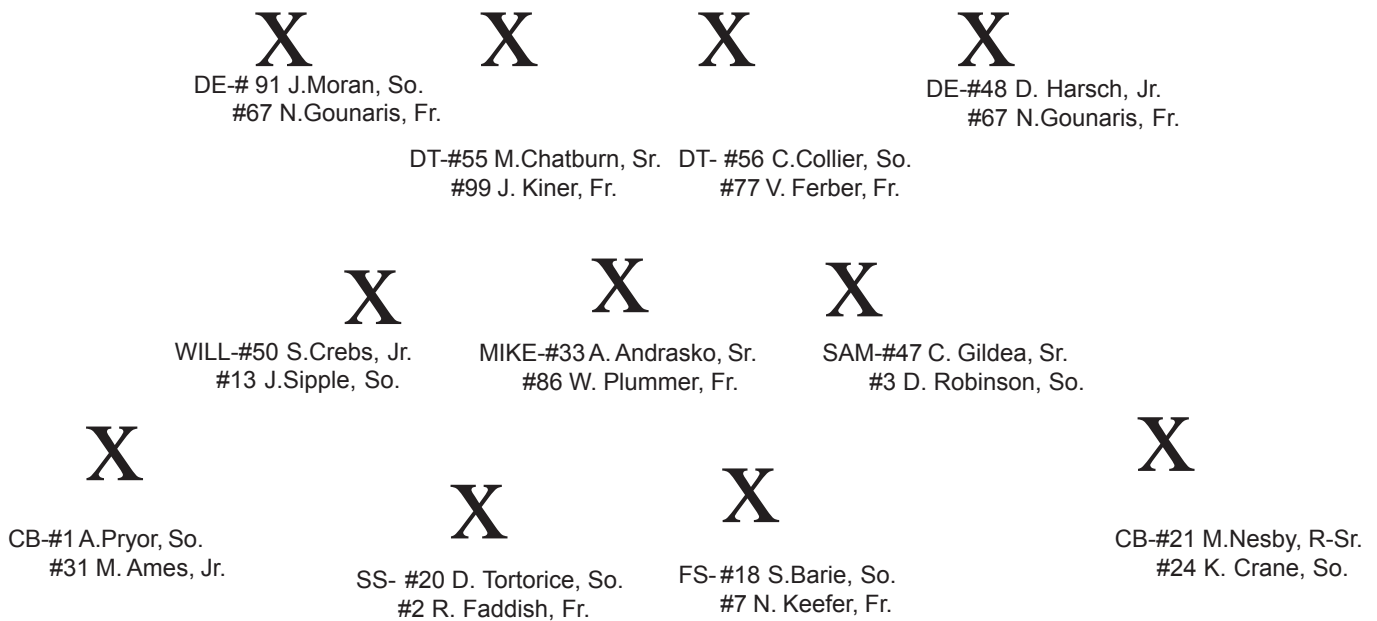 X X X X
DE-# 91 J.Moran, So.
#67 N.Gounaris, Fr.
DE-#48 D. Harsch, Jr.
#67 N.Gounaris, Fr.
DT-#55 M.Chatburn, Sr.
#99 J. Kiner, Fr.
DT- #56 C.Collier, So.
#77 V. Ferber, Fr.
X X X
WILL-#50 S.Crebs, Jr.
#13 J.Sipple, So.
MIKE-#33 A. Andrasko, Sr.
#86 W. Plummer, Fr.
SAM-#47 C. Gildea, Sr.
#3 D. Robinson, So.
X X X X
CB-#1 A.Pryor, So.
#31 M. Ames, Jr.
SS- #20 D. Tortorice, So.
#2 R. Faddish, Fr.
FS- #18 S.Barie, So.
#7 N. Keefer, Fr.
CB-#21 M.Nesby, R-Sr.
#24 K. Crane, So.